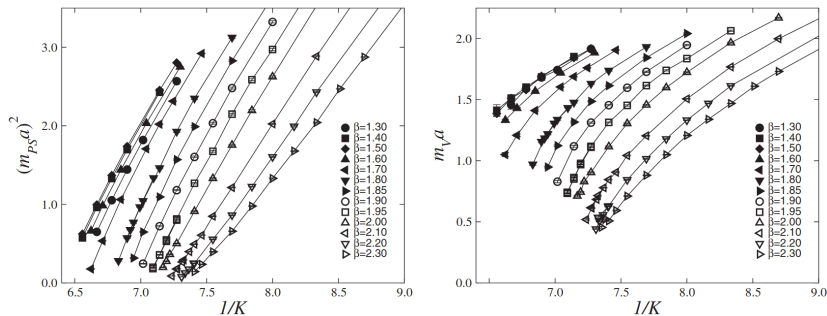 3.0
2.0
1.0
0.0
(m_PS a)^2
6.5 7.0 7.5 8.0 8.5 9.0
1/K
β=1.30
β=1.40
β=1.50
β=1.60
β=1.70
β=1.80
β=1.85
β=1.90
β=1.95
β=2.00
β=2.10
β=2.20
β=2.30
2.0
1.5
1.0
0.5
0.0
m_V a
7.0 7.5 8.0 8.5 9.0
1/K
β=1.30
β=1.40
β=1.50
β=1.60
β=1.70
β=1.80
β=1.85
β=1.90
β=1.95
β=2.00
β=2.10
β=2.20
β=2.30